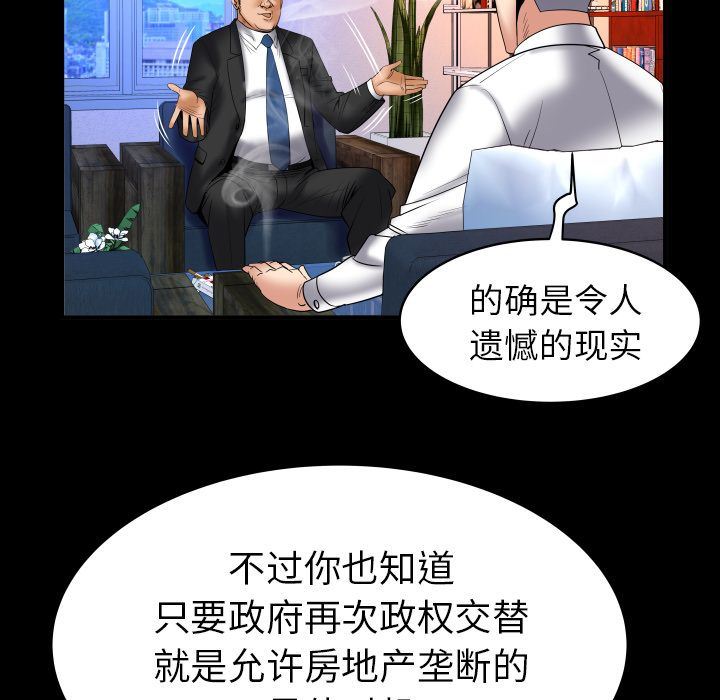 的确是令人
遗憾的现实
不过你也知道
只要政府再次政权交替
就是允许房地产垄断的